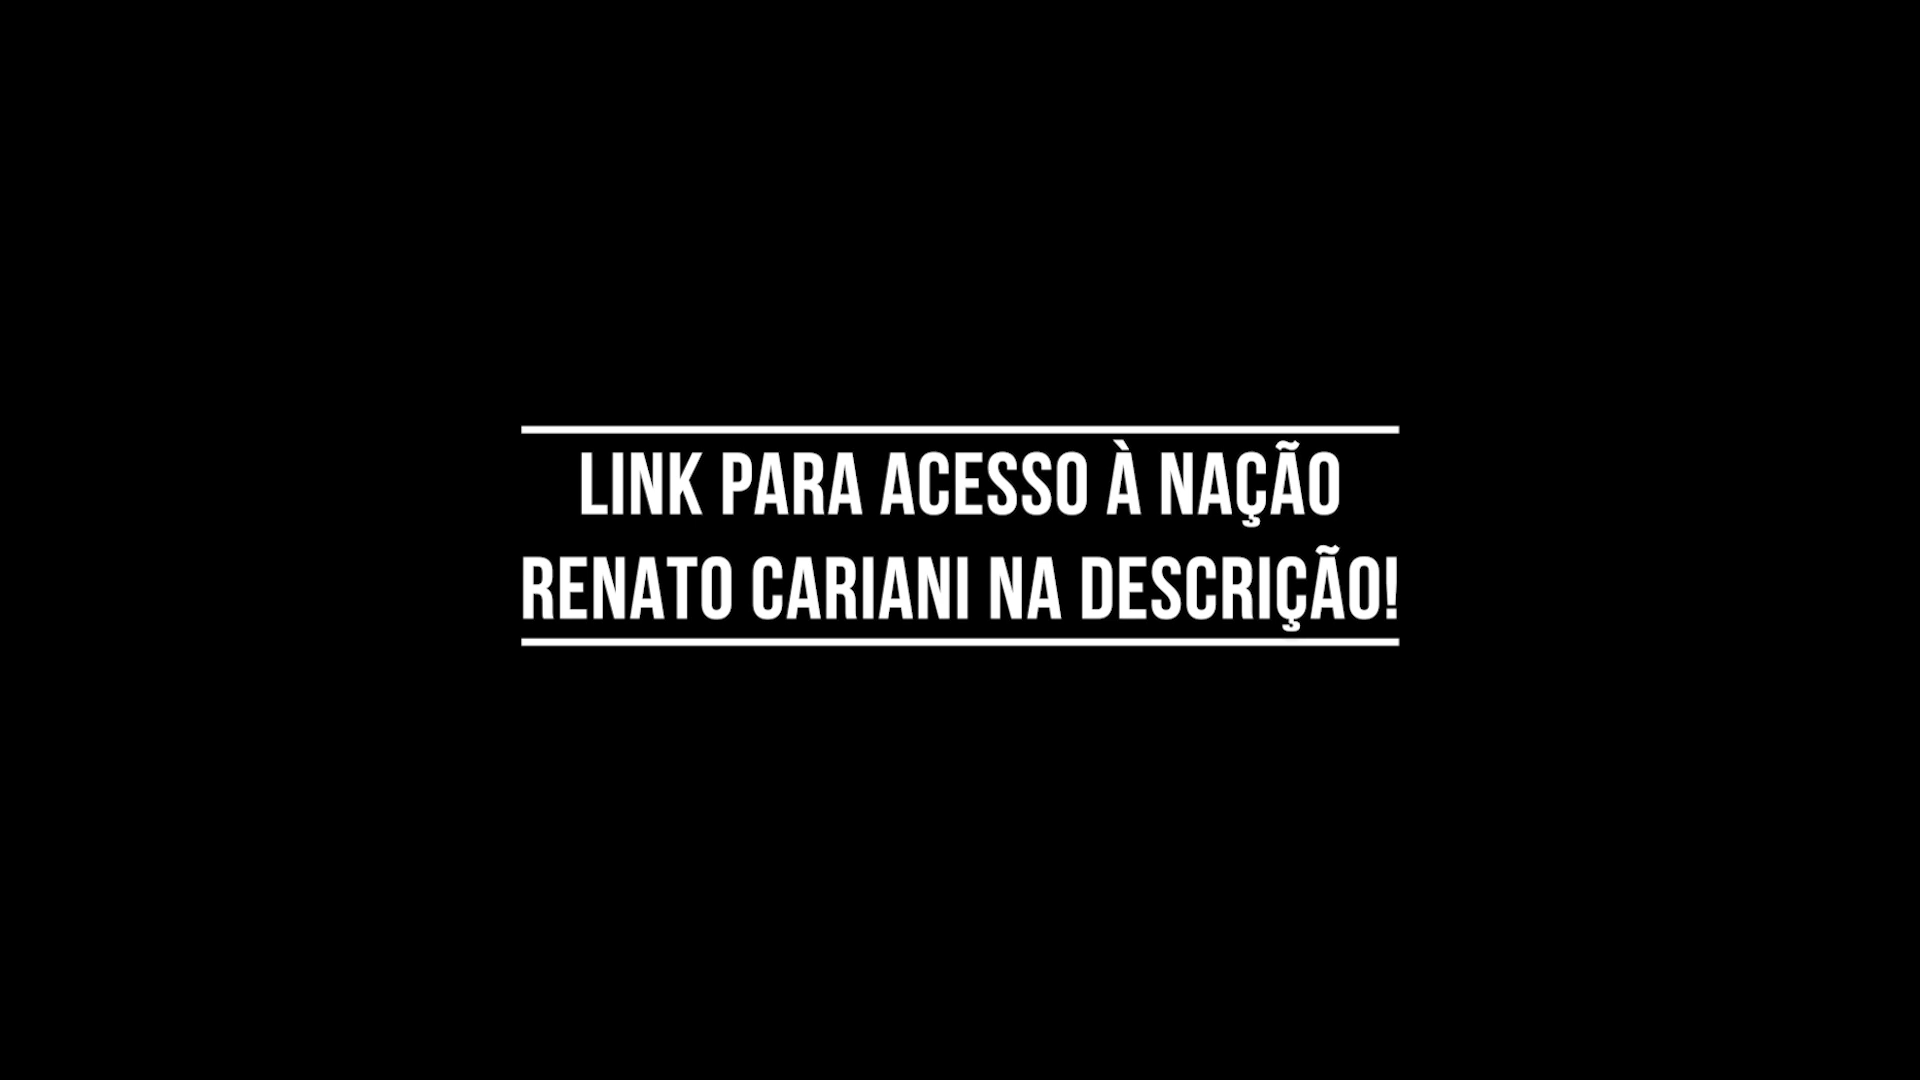 LINK PARA ACESSO À NAÇÃO
RENATO CARIANI NA DESCRIÇÃO!